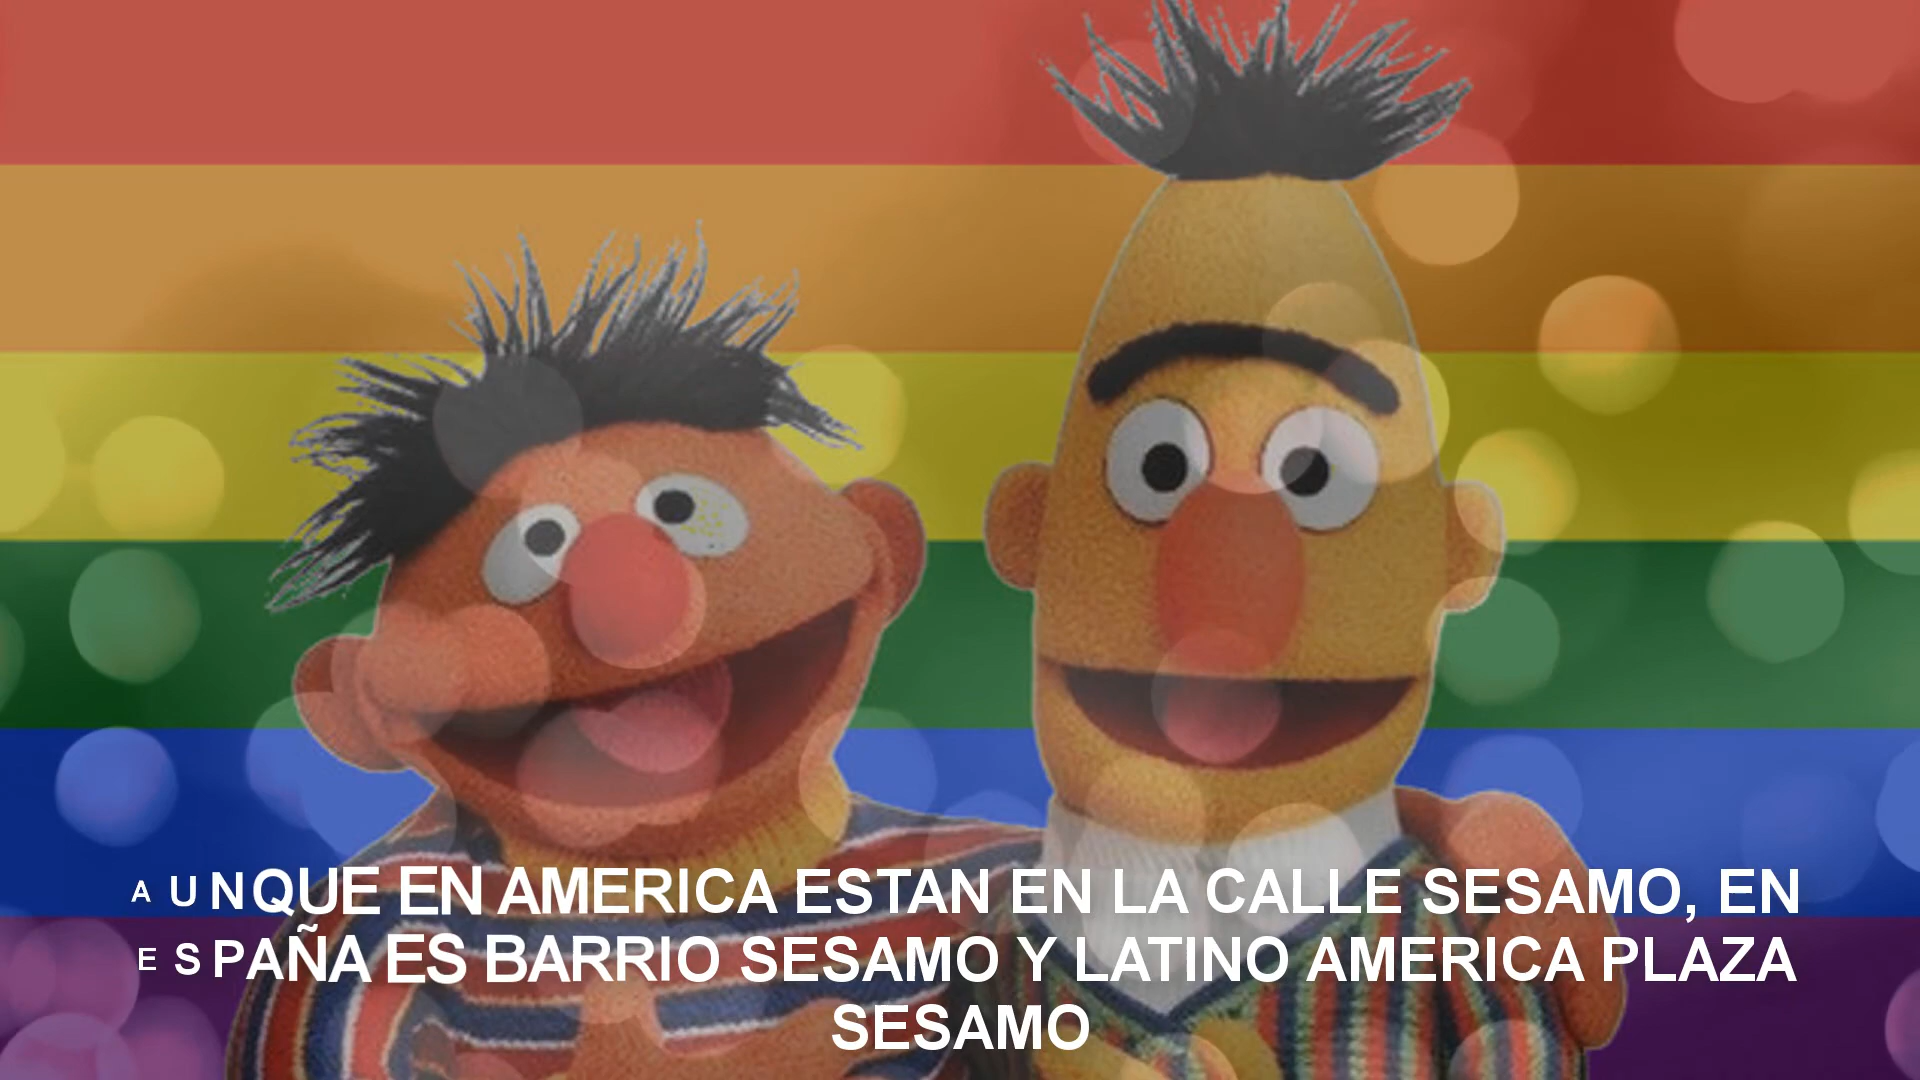 AUNQUE EN AMERICA ESTAN EN LA CALLE SESAMO, EN
ESPAÑA ES BARRIO SESAMO Y LATINO AMERICA PLAZA
SESAMO